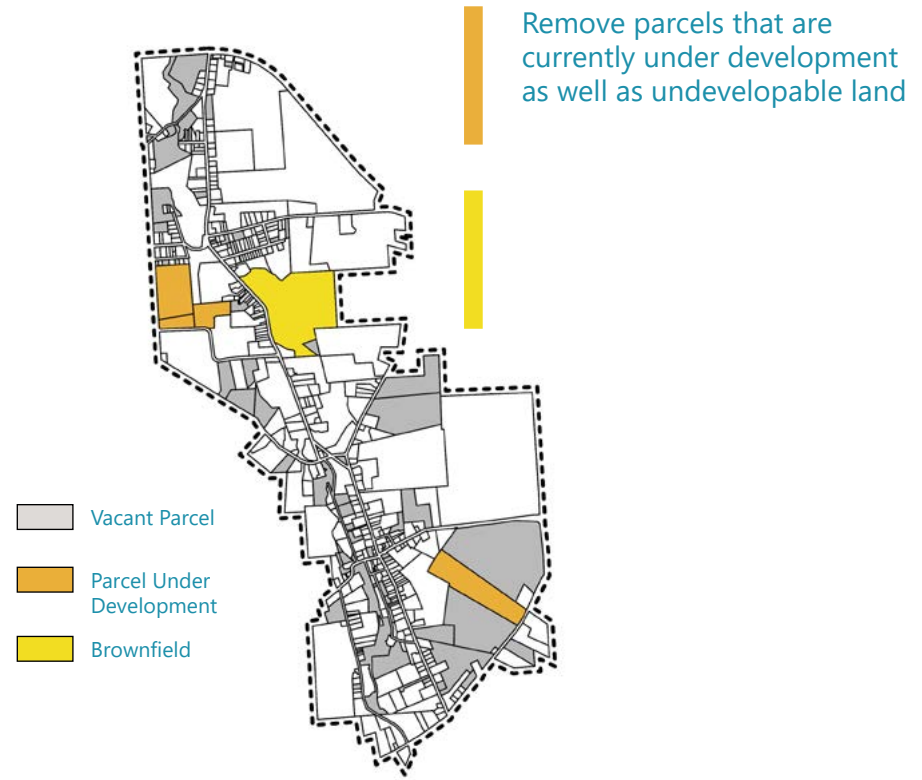 Remove parcels that are
currently under development
as well as undevelopable land
Vacant Parcel
Parcel Under
Development
Brownfield